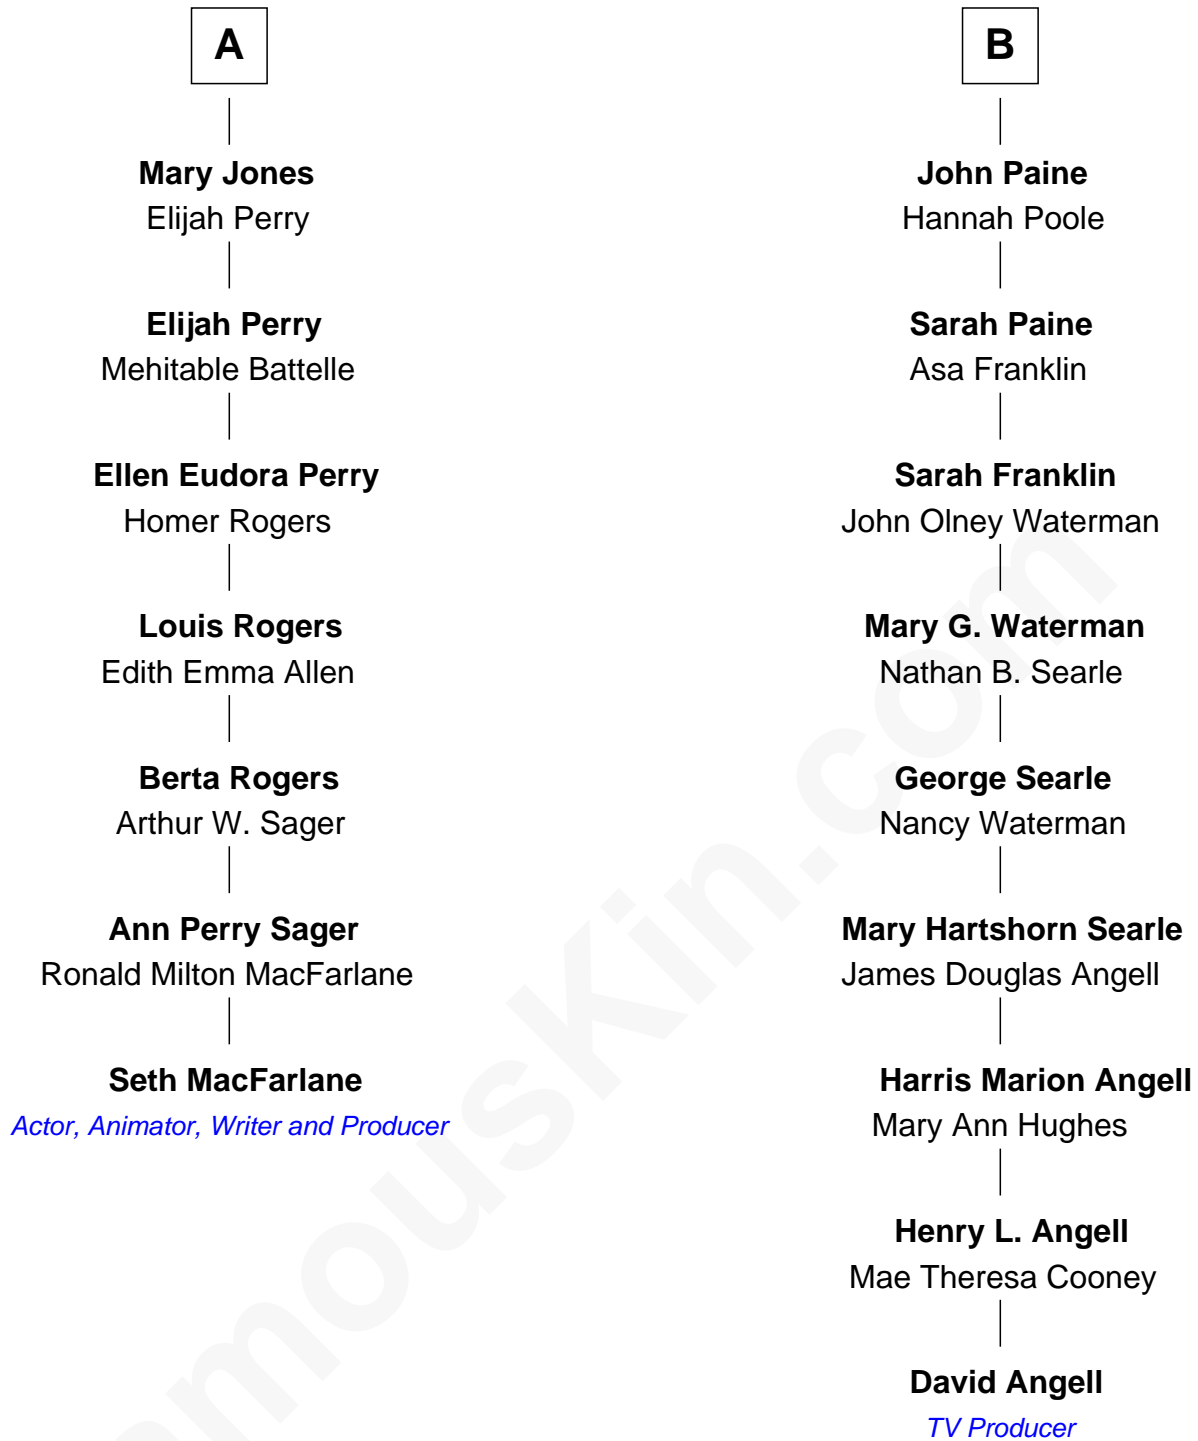 A
Mary Jones
Elijah Perry
Elijah Perry
Mehitable Battelle
Ellen Eudora Perry
Homer Rogers
Louis Rogers
Edith Emma Allen
Berta Rogers
Arthur W. Sager
Ann Perry Sager
Ronald Milton MacFarlane
Seth MacFarlane
Actor, Animator, Writer and Producer
B
John Paine
Hannah Poole
Sarah Paine
Asa Franklin
Sarah Franklin
John Olney Waterman
Mary G. Waterman
Nathan B. Searle
George Searle
Nancy Waterman
Mary Hartshorn Searle
James Douglas Angell
Harris Marion Angell
Mary Ann Hughes
Henry L. Angell
Mae Theresa Cooney
David Angell
TV Producer
amouskin.com